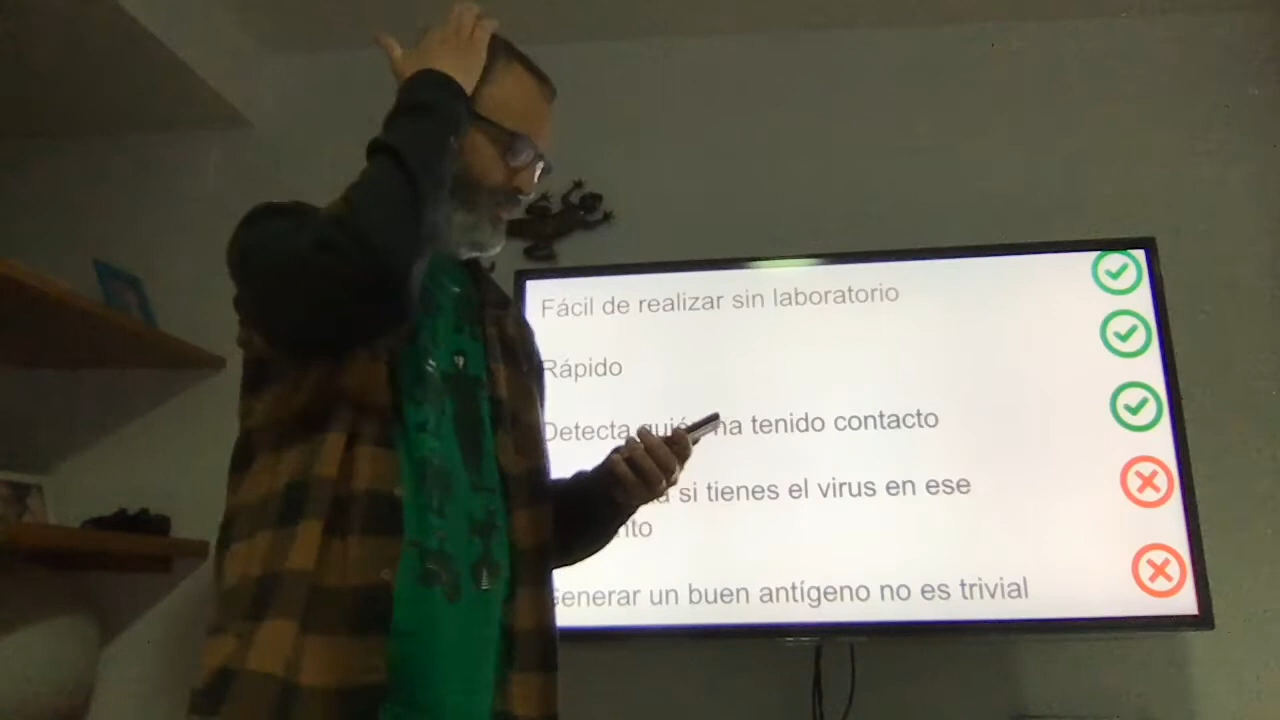 Fácil de realizar sin laboratorio
Rápido
Detecta quién ha tenido contacto
si tienes el virus en ese
Generar un buen antígeno no es trivial